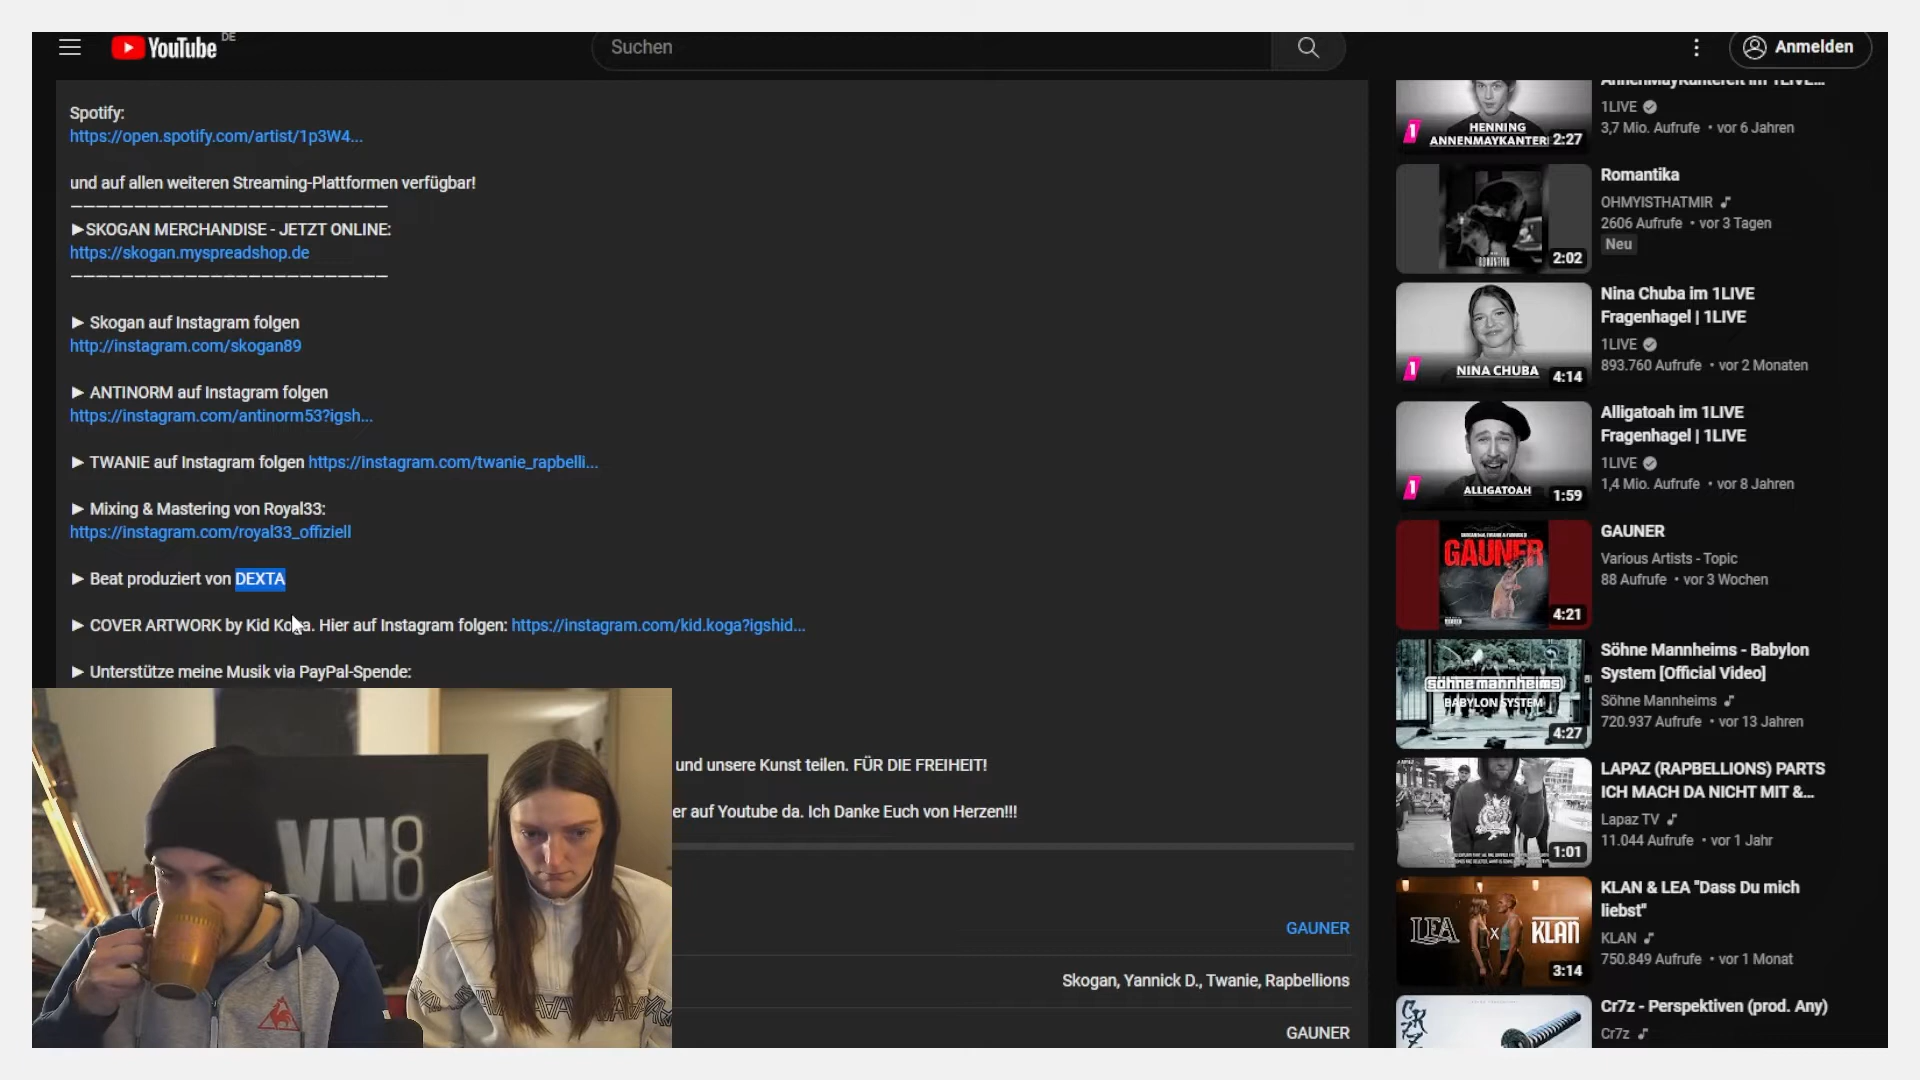 YouTube DE
Suchen
Anmelden
Spotify:
https://open.spotify.com/artist/1p3W4...
und auf allen weiteren Streaming-Plattformen verfügbar!
►SKOGAN MERCHANDISE - JETZT ONLINE:
https://skogan.myspreadshop.de
► Skogan auf Instagram folgen
http://instagram.com/skogan89
► ANTINORM auf Instagram folgen
https://instagram.com/antinorm53?igsh...
► TWANIE auf Instagram folgen https://instagram.com/twanie_rapbelli...
► Mixing & Mastering von Royal33:
https://instagram.com/royal33_offiziell
► Beat produziert von DEXTA
► COVER ARTWORK by Kid Koga. Hier auf Instagram folgen: https://instagram.com/kid.koga?igshid...
► Unterstütze meine Musik via PayPal-Spende:
und unsere Kunst teilen. FÜR DIE FREIHEIT!
er auf Youtube da. Ich Danke Euch von Herzen!!!
GAUNER
Skogan, Yannick D., Twanie, Rapbellions
GAUNER
VN8
AnnenMayKantereit im 1LIVE...
1LIVE
3,7 Mio. Aufrufe • vor 6 Jahren
1
HENNING
ANNENMAYKANTER
2:27
Romantika
OHMYISTHATMIR
2606 Aufrufe • vor 3 Tagen
Neu
ROMANTIKA
2:02
Nina Chuba im 1LIVE
Fragenhagel | 1LIVE
1LIVE
893.760 Aufrufe • vor 2 Monaten
1
NINA CHUBA
4:14
Alligatoah im 1LIVE
Fragenhagel | 1LIVE
1LIVE
1,4 Mio. Aufrufe • vor 8 Jahren
1
ALLIGATOAH
1:59
GAUNER
Various Artists - Topic
88 Aufrufe • vor 3 Wochen
GAUNER
4:21
Söhne Mannheims - Babylon
System [Official Video]
Söhne Mannheims
720.937 Aufrufe • vor 13 Jahren
söhne mannheims
BABYLON SYSTEM
4:27
LAPAZ (RAPBELLIONS) PARTS
ICH MACH DA NICHT MIT &...
Lapaz TV
11.044 Aufrufe • vor 1 Jahr
1:01
KLAN & LEA "Dass Du mich
liebst"
KLAN
750.849 Aufrufe • vor 1 Monat
LEA x KLAN
3:14
Cr7z - Perspektiven (prod. Any)
Cr7z
CR7Z